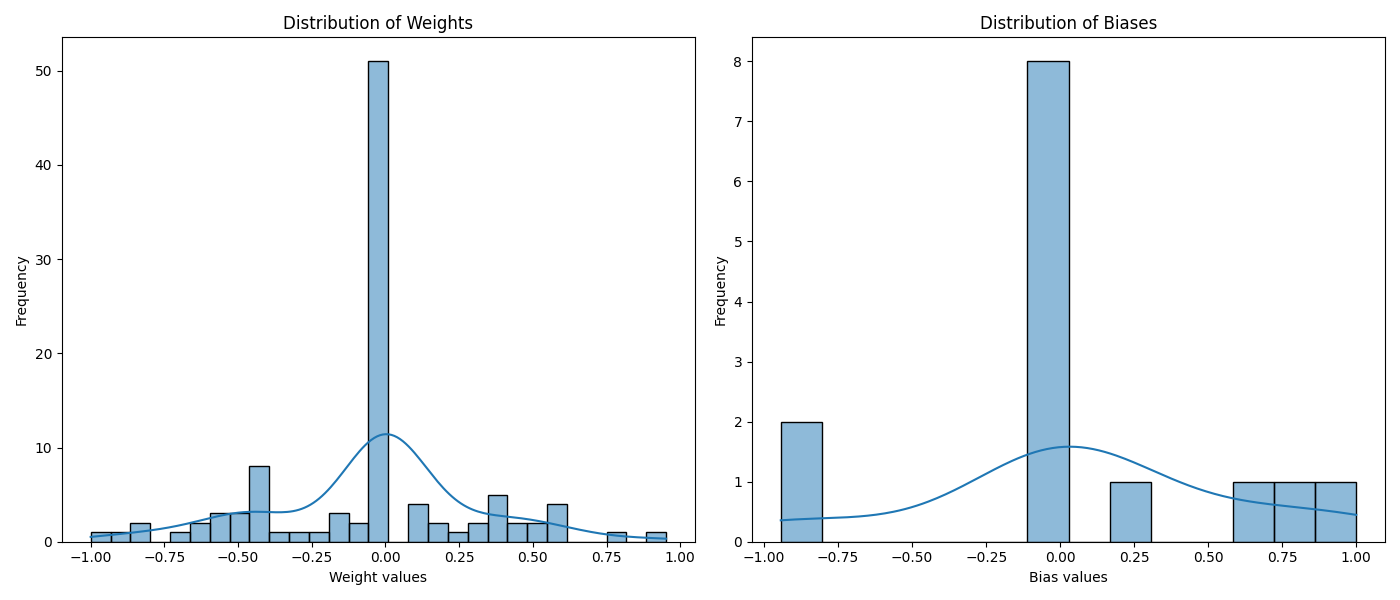 Distribution of Weights
50
40
30
20
10
0
Frequency
−1.00 −0.75 −0.50 −0.25 0.00 0.25 0.50 0.75 1.00
Weight values
Distribution of Biases
8
7
6
5
4
3
2
1
0
Frequency
−1.00 −0.75 −0.50 −0.25 0.00 0.25 0.50 0.75 1.00
Bias values